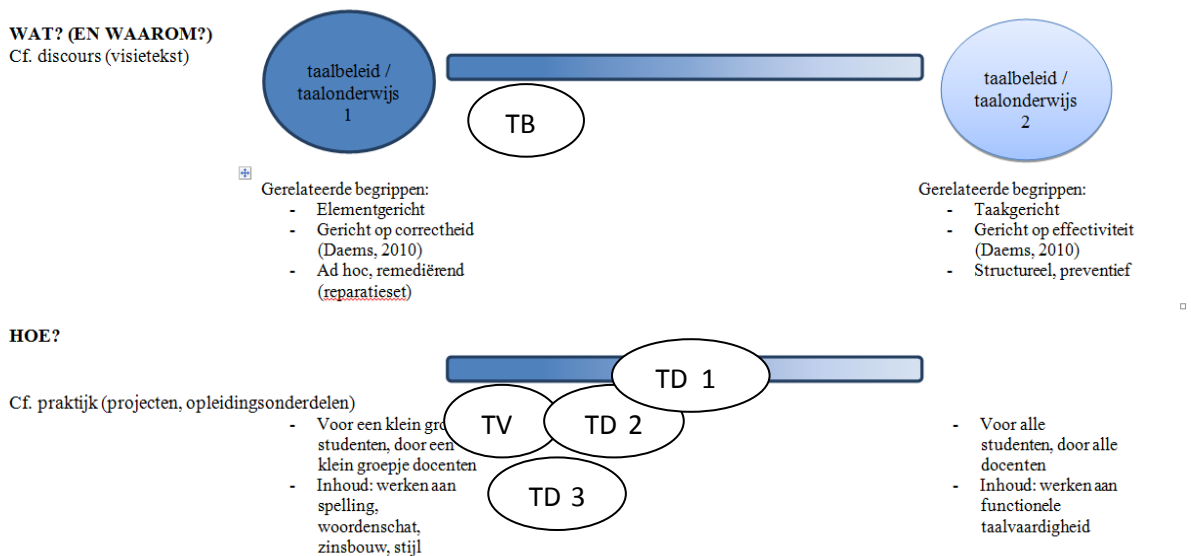 WAT? (EN WAAROM?)
Cf. discours (visietekst)
taalbeleid /
taalonderwijs
1
taalbeleid /
taalonderwijs
2
TB
Gerelateerde begrippen:
- Elementgericht
- Gericht op correctheid
(Daems, 2010)
- Ad hoc, remediërend
(reparatieset)
Gerelateerde begrippen:
- Taakgericht
- Gericht op effectiviteit
(Daems, 2010)
- Structureel, preventief
HOE?
Cf. praktijk (projecten, opleidingsonderdelen)
TD 1
TV
TD 2
TD 3
- Voor een klein
studenten, door een
klein groepje docenten
- Inhoud: werken aan
spelling,
woordenschat,
zinsbouw, stijl
- Voor alle
studenten, door alle
docenten
- Inhoud: werken aan
functionele
taalvaardigheid